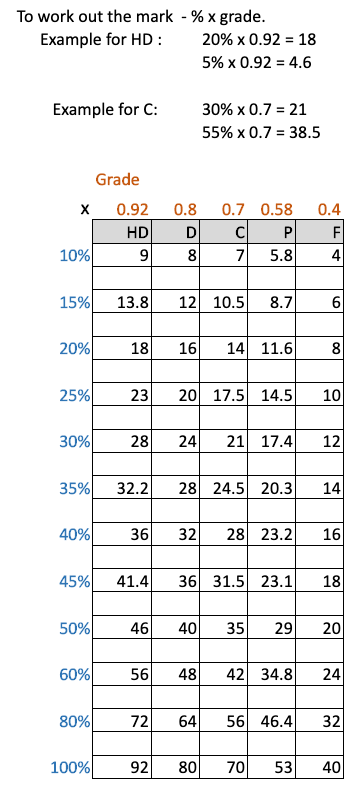 To work out the mark - % x grade.
Example for HD : 20% x 0.92 = 18
5% x 0.92 = 4.6
Example for C: 30% x 0.7 = 21
55% x 0.7 = 38.5
Grade
x 0.92 0.8 0.7 0.58 0.4
HD D C P F
10% 9 8 7 5.8 4
15% 13.8 12 10.5 8.7 6
20% 18 16 14 11.6 8
25% 23 20 17.5 14.5 10
30% 28 24 21 17.4 12
35% 32.2 28 24.5 20.3 14
40% 36 32 28 23.2 16
45% 41.4 36 31.5 23.1 18
50% 46 40 35 29 20
60% 56 48 42 34.8 24
80% 72 64 56 46.4 32
100% 92 80 70 53 40